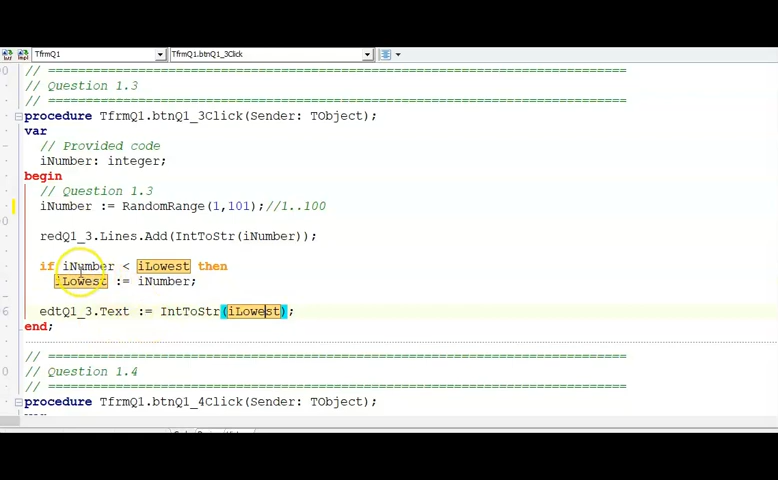 TfrmQ1 TfrmQ1.btnQ1_3Click
// =============================================================================
// Question 1.3
// =============================================================================
procedure TfrmQ1.btnQ1_3Click(Sender: TObject);
var
// Provided code
iNumber: integer;
begin
// Question 1.3
iNumber := RandomRange(1,101);//1..100
redQ1_3.Lines.Add(IntToStr(iNumber));
if iNumber < iLowest then
iLowest := iNumber;
edtQ1_3.Text := IntToStr(iLowest);
end;
// =============================================================================
// Question 1.4
// =============================================================================
procedure TfrmQ1.btnQ1_4Click(Sender: TObject);